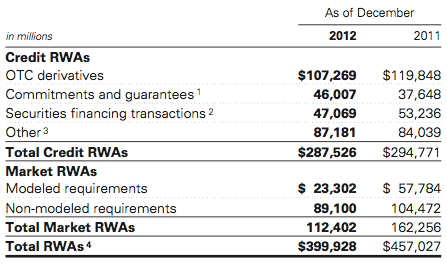 As of December
in millions 2012 2011
Credit RWAs
OTC derivatives $107,269 $119,848
Commitments and guarantees 1 46,007 37,648
Securities financing transactions 2 47,069 53,236
Other 3 87,181 84,039
Total Credit RWAs $287,526 $294,771
Market RWAs
Modeled requirements $ 23,302 $ 57,784
Non-modeled requirements 89,100 104,472
Total Market RWAs 112,402 162,256
Total RWAs 4 $399,928 $457,027